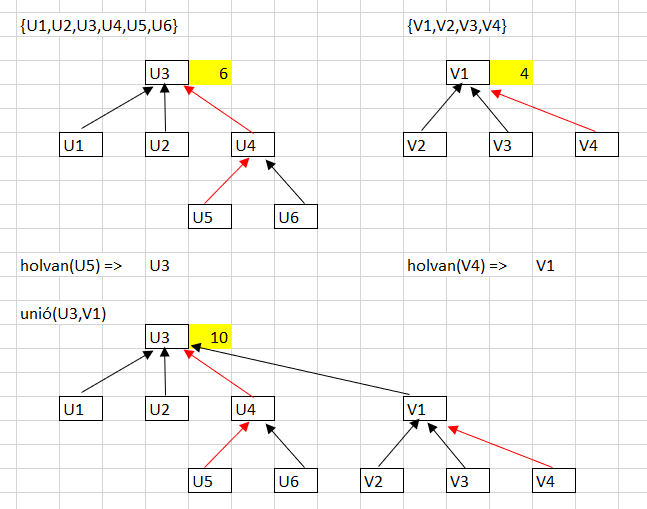 {U1,U2,U3,U4,U5,U6} {V1,V2,V3,V4}
U3 6 V1 4
U1 U2 U4 V2 V3 V4
U5 U6
holvan(U5) => U3 holvan(V4) => V1
unió(U3,V1)
U3 10
U1 U2 U4 V1
U5 U6 V2 V3 V4